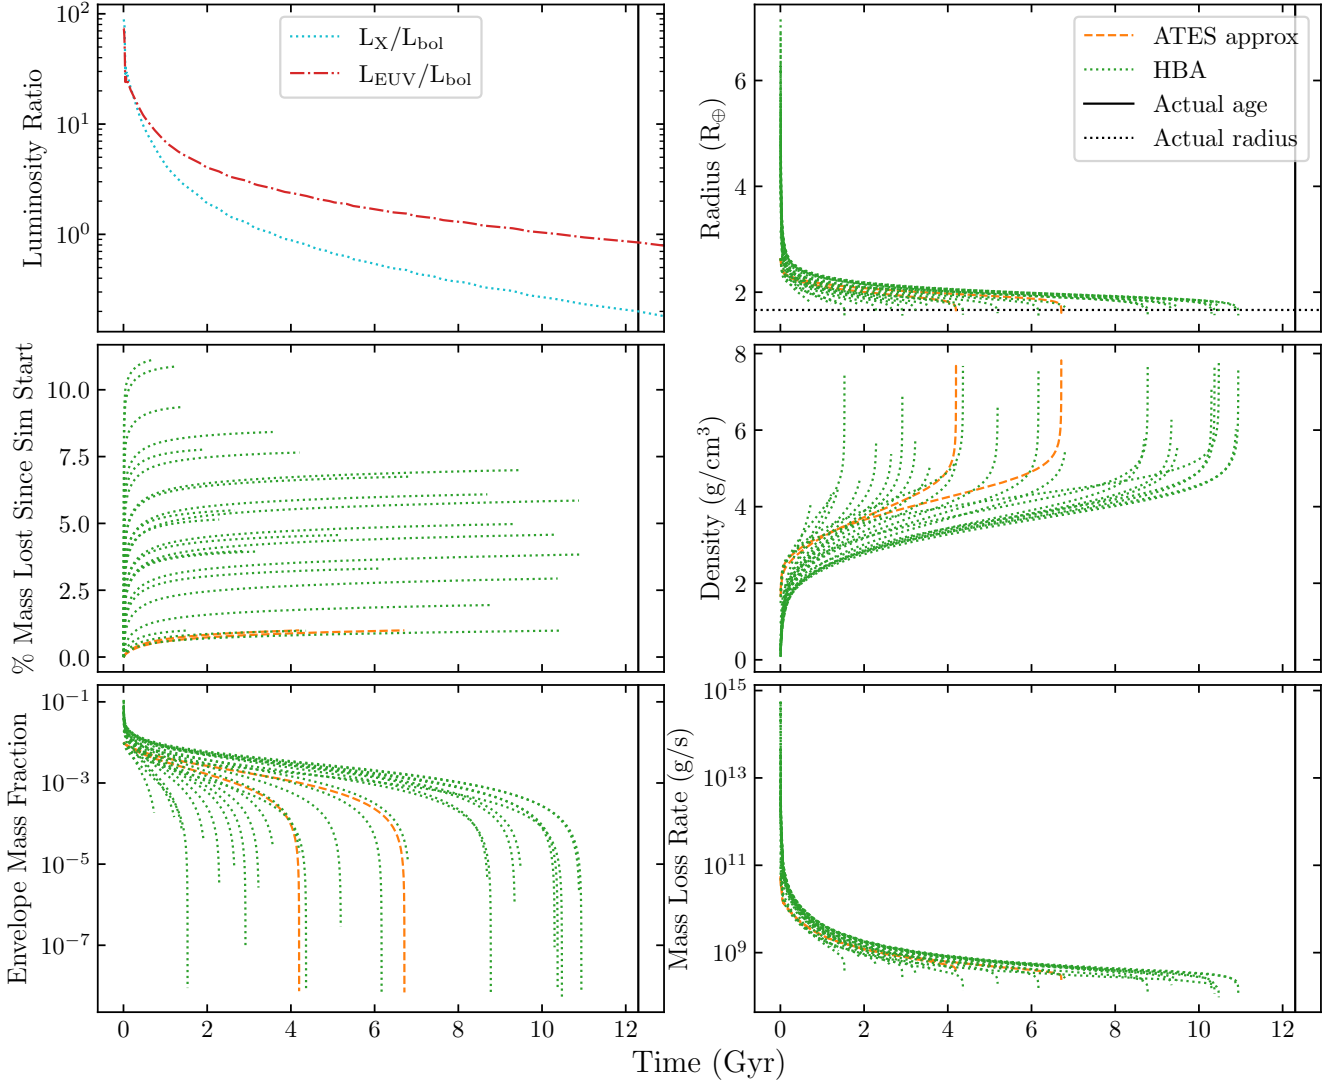 10²
10¹
10⁰
Luminosity Ratio
L_X/L_bol
L_EUV/L_bol
6
4
2
Radius (R⊕)
ATES approx
HBA
Actual age
Actual radius
10.0
7.5
5.0
2.5
0.0
% Mass Lost Since Sim Start
8
6
4
2
0
Density (g/cm³)
10⁻¹
10⁻³
10⁻⁵
10⁻⁷
Envelope Mass Fraction
0 2 4 6 8 10 12
10¹⁵
10¹³
10¹¹
10⁹
Mass Loss Rate (g/s)
0 2 4 6 8 10 12
Time (Gyr)